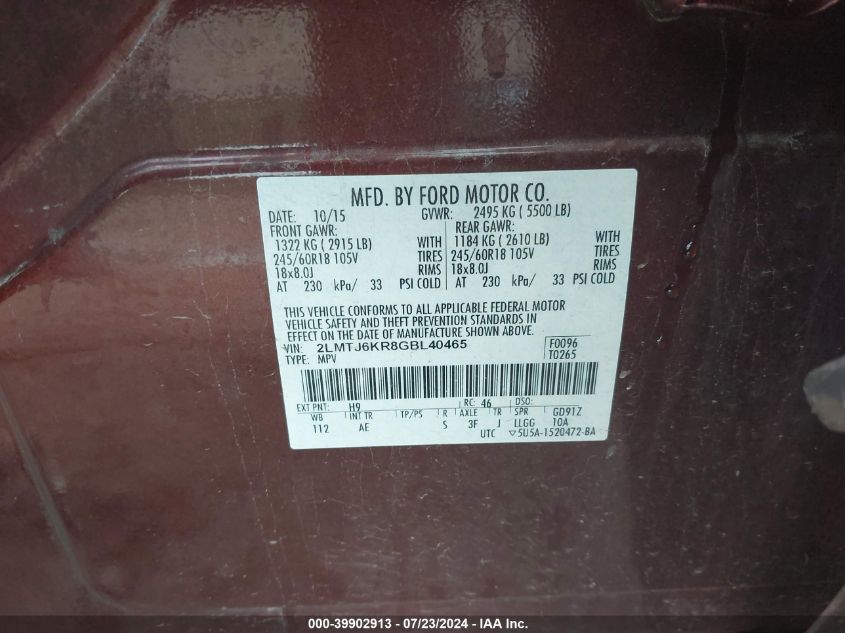 MFD. BY FORD MOTOR CO.
DATE: 10/15 GVWR: 2495 KG ( 5500 LB)
FRONT GAWR: REAR GAWR:
1322 KG ( 2915 LB) WITH 1184 KG ( 2610 LB) WITH
245/60R18 105V TIRES 245/60R18 105V TIRES
18x8.0J RIMS 18x8.0J RIMS
AT 230 kPa/ 33 PSI COLD AT 230 kPa/ 33 PSI COLD
THIS VEHICLE CONFORMS TO ALL APPLICABLE FEDERAL MOTOR
VEHICLE SAFETY AND THEFT PREVENTION STANDARDS IN
EFFECT ON THE DATE OF MANUFACTURE SHOWN ABOVE.
VIN: 2LMTJ6KR8GBL40465 F0096
TYPE: MPV T0265
EXT PNT: H9 RC: 46 DSO:
WB INT TR TP/PS R AXLE TR SPR GD91Z
112 AE S 3F J LLGG 10A
UTC ▽5U5A-1520472-BA
000-39902913 / 07/23/2024 - IAA Inc.